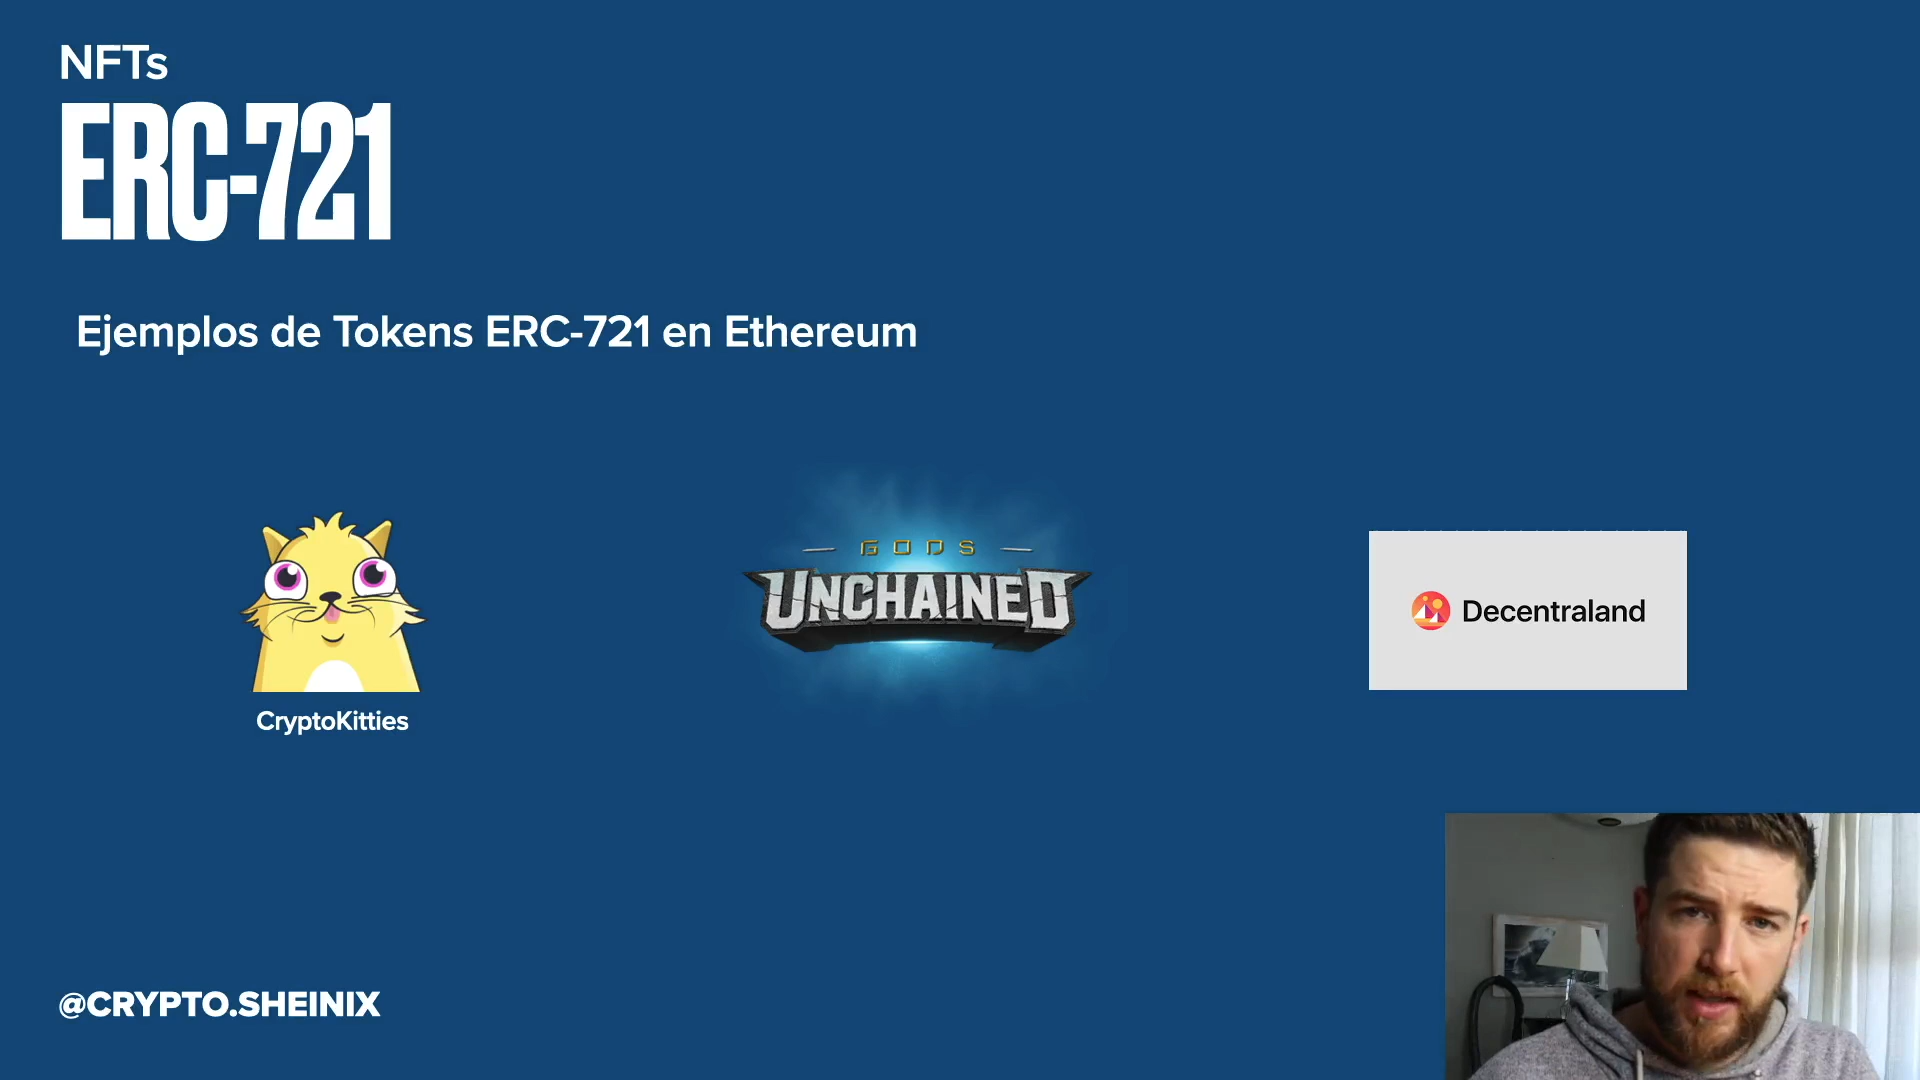 NFTs
ERC-721
Ejemplos de Tokens ERC-721 en Ethereum
GODS
UNCHAINED
Decentraland
CryptoKitties
@CRYPTO.SHEINIX